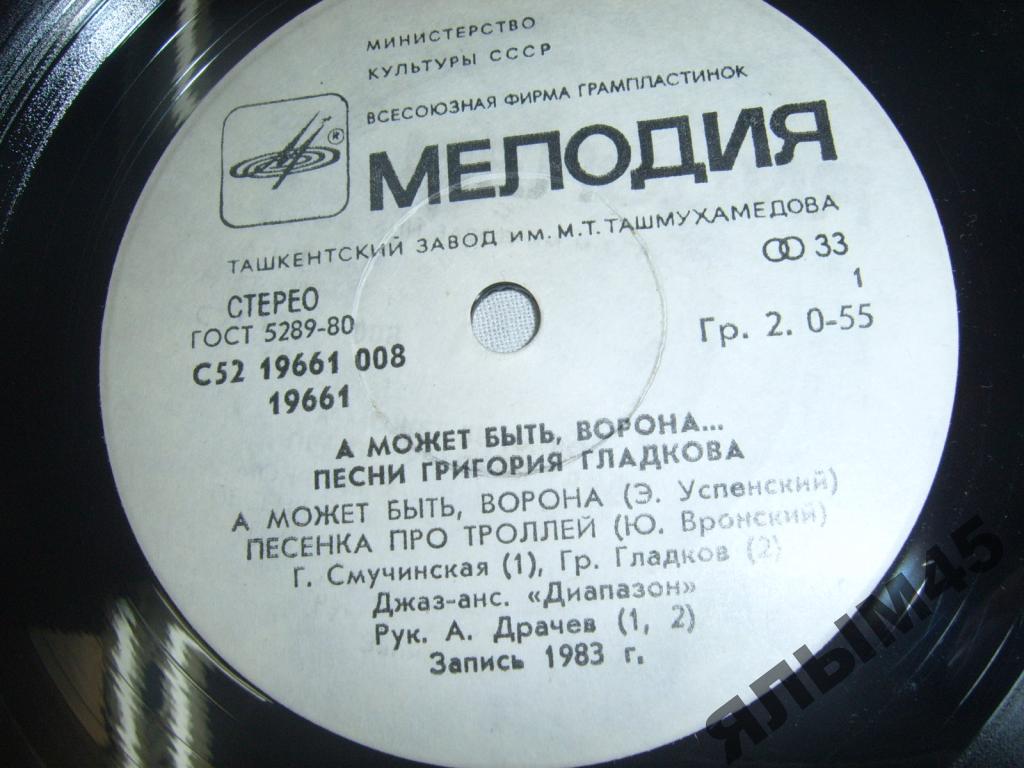 МИНИСТЕРСТВО
КУЛЬТУРЫ СССР
ВСЕСОЮЗНАЯ ФИРМА ГРАМПЛАСТИНОК
® МЕЛОДИЯ
ТАШКЕНТСКИЙ ЗАВОД ИМ. М.Т. ТАШМУХАМЕДОВА
СТЕРЕО
ГОСТ 5289-80
С52 19661 008
19661
33
1
Гр. 2. 0-55
А МОЖЕТ БЫТЬ, ВОРОНА...
ПЕСНИ ГРИГОРИЯ ГЛАДКОВА
А МОЖЕТ БЫТЬ, ВОРОНА (Э. Успенский)
ПЕСЕНКА ПРО ТРОЛЛЕЙ (Ю. Вронский)
Г. Смучинская (1), Гр. Гладков (2)
Джаз-анс. «Диапазон»
Рук. А. Драчев (1, 2)
Запись 1983 г.
ЯЛЫМ45